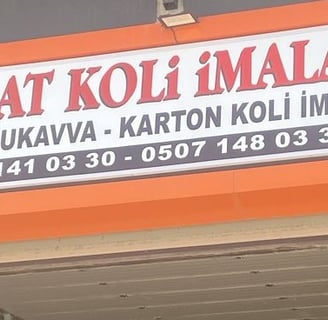 AT KOLİ İMALA
UKAVVA - KARTON KOLİ İM
141 03 30 - 0507 148 03 3